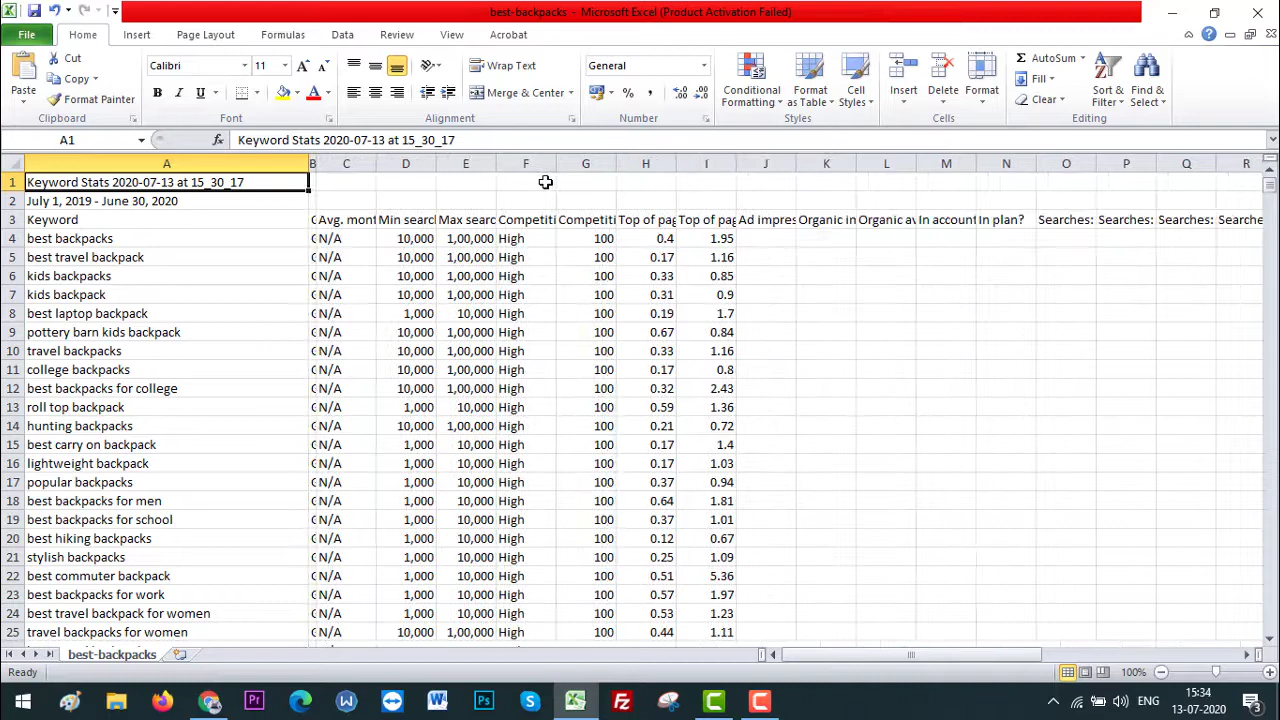 best-backpacks - Microsoft Excel (Product Activation Failed)
File Home Insert Page Layout Formulas Data Review View Acrobat
Cut
Copy
Format Painter
Paste
Clipboard
Calibri 11
B I U
Font
Wrap Text
Merge & Center
Alignment
General
%
Number
Conditional Formatting
Format as Table
Cell Styles
Styles
Insert Delete Format
Cells
AutoSum
Fill
Clear
Sort & Filter
Find & Select
Editing
A1 fx Keyword Stats 2020-07-13 at 15_30_17
A B C D E F G H I J K L M N O P Q R
1 Keyword Stats 2020-07-13 at 15_30_17
2 July 1, 2019 - June 30, 2020
3 Keyword C Avg. mont Min searc Max searc Competiti Competiti Top of pag Top of pag Ad impres Organic in Organic av In account In plan? Searches: Searches: Searches: Searche
4 best backpacks C N/A 10,000 1,00,000 High 100 0.4 1.95
5 best travel backpack C N/A 10,000 1,00,000 High 100 0.17 1.16
6 kids backpacks C N/A 10,000 1,00,000 High 100 0.33 0.85
7 kids backpack C N/A 10,000 1,00,000 High 100 0.31 0.9
8 best laptop backpack C N/A 1,000 10,000 High 100 0.19 1.7
9 pottery barn kids backpack C N/A 10,000 1,00,000 High 100 0.67 0.84
10 travel backpacks C N/A 10,000 1,00,000 High 100 0.33 1.16
11 college backpacks C N/A 10,000 1,00,000 High 100 0.17 0.8
12 best backpacks for college C N/A 10,000 1,00,000 High 100 0.32 2.43
13 roll top backpack C N/A 1,000 10,000 High 100 0.59 1.36
14 hunting backpacks C N/A 10,000 1,00,000 High 100 0.21 0.72
15 best carry on backpack C N/A 1,000 10,000 High 100 0.17 1.4
16 lightweight backpack C N/A 1,000 10,000 High 100 0.17 1.03
17 popular backpacks C N/A 1,000 10,000 High 100 0.37 0.94
18 best backpacks for men C N/A 1,000 10,000 High 100 0.64 1.81
19 best backpacks for school C N/A 1,000 10,000 High 100 0.37 1.01
20 best hiking backpacks C N/A 1,000 10,000 High 100 0.12 0.67
21 stylish backpacks C N/A 1,000 10,000 High 100 0.25 1.09
22 best commuter backpack C N/A 1,000 10,000 High 100 0.51 5.36
23 best backpacks for work C N/A 1,000 10,000 High 100 0.57 1.97
24 best travel backpack for women C N/A 1,000 10,000 High 100 0.53 1.23
25 travel backpacks for women C N/A 10,000 1,00,000 High 100 0.44 1.11
best-backpacks
Ready 100%
ENG 15:34
13-07-2020 3